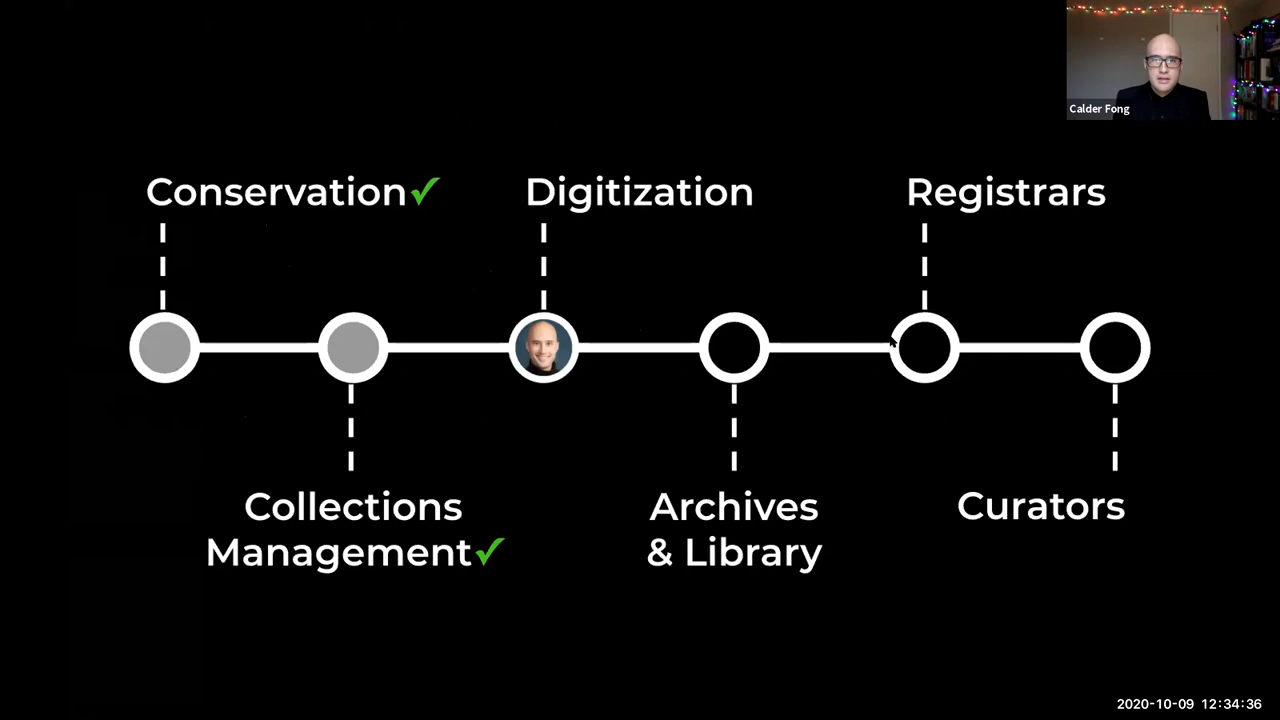 Calder Fong
Conservation✓
Digitization
Registrars
Collections
Management✓
Archives
& Library
Curators
2020-10-09 12:34:36